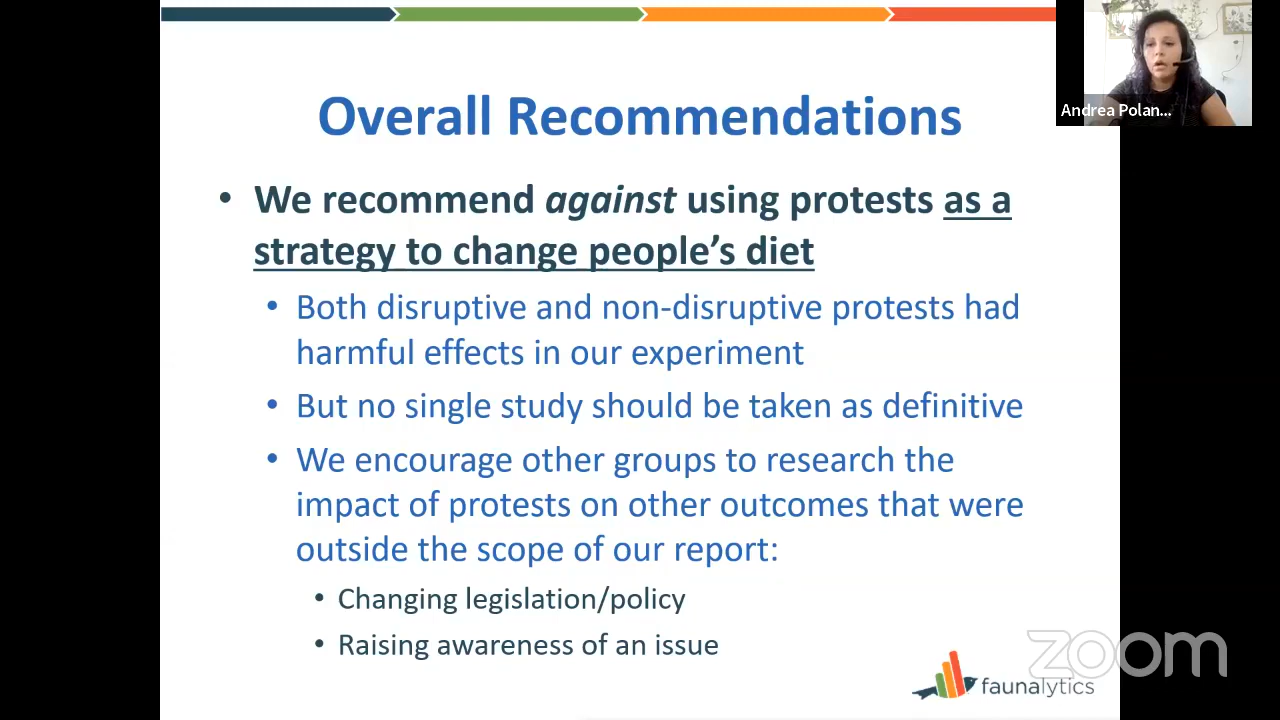 Overall Recommendations
Andrea Polan...
• We recommend against using protests as a
strategy to change people's diet
• Both disruptive and non-disruptive protests had
harmful effects in our experiment
• But no single study should be taken as definitive
• We encourage other groups to research the
impact of protests on other outcomes that were
outside the scope of our report:
• Changing legislation/policy
• Raising awareness of an issue
zoom
faunalytics